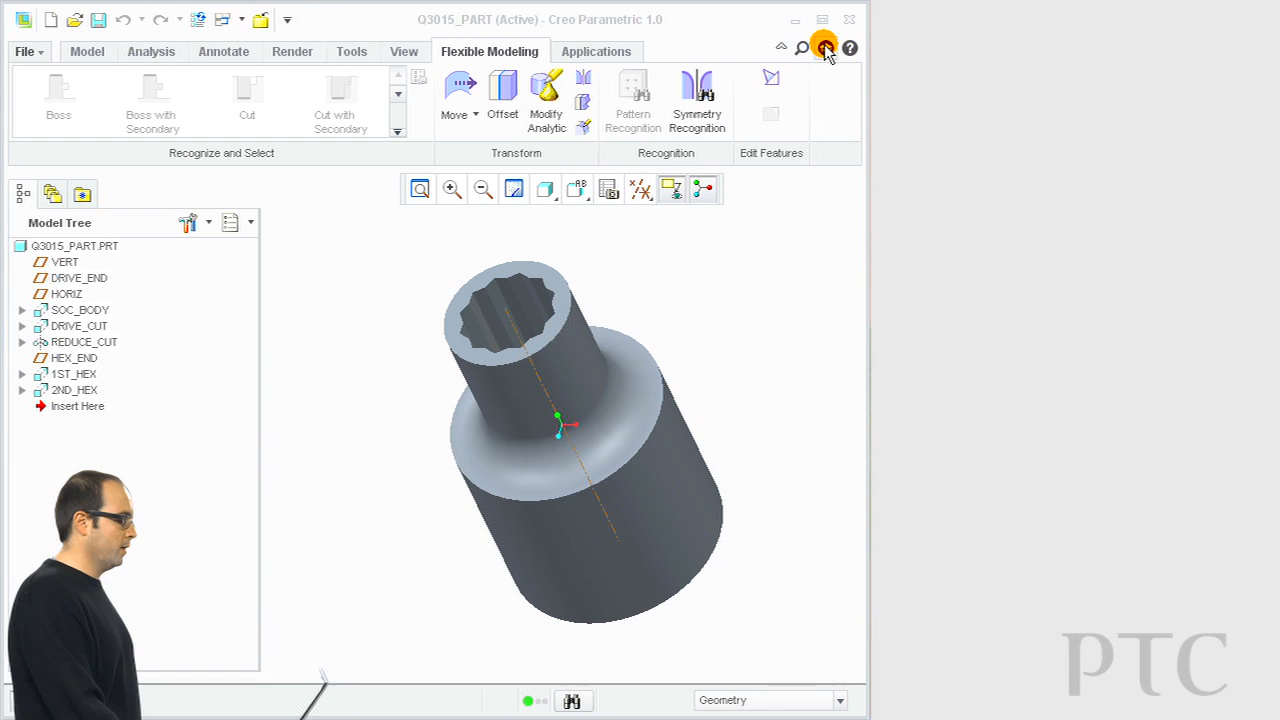 Q3015_PART (Active) - Creo Parametric 1.0
File Model Analysis Annotate Render Tools View Flexible Modeling Applications
Boss Boss with Secondary Cut Cut with Secondary
Move Offset Modify Analytic
Pattern Recognition Symmetry Recognition
Recognize and Select Transform Recognition Edit Features
AB
Model Tree
Q3015_PART.PRT
VERT
DRIVE_END
HORIZ
SOC_BODY
DRIVE_CUT
REDUCE_CUT
HEX_END
1ST_HEX
2ND_HEX
Insert Here
Geometry
PTC